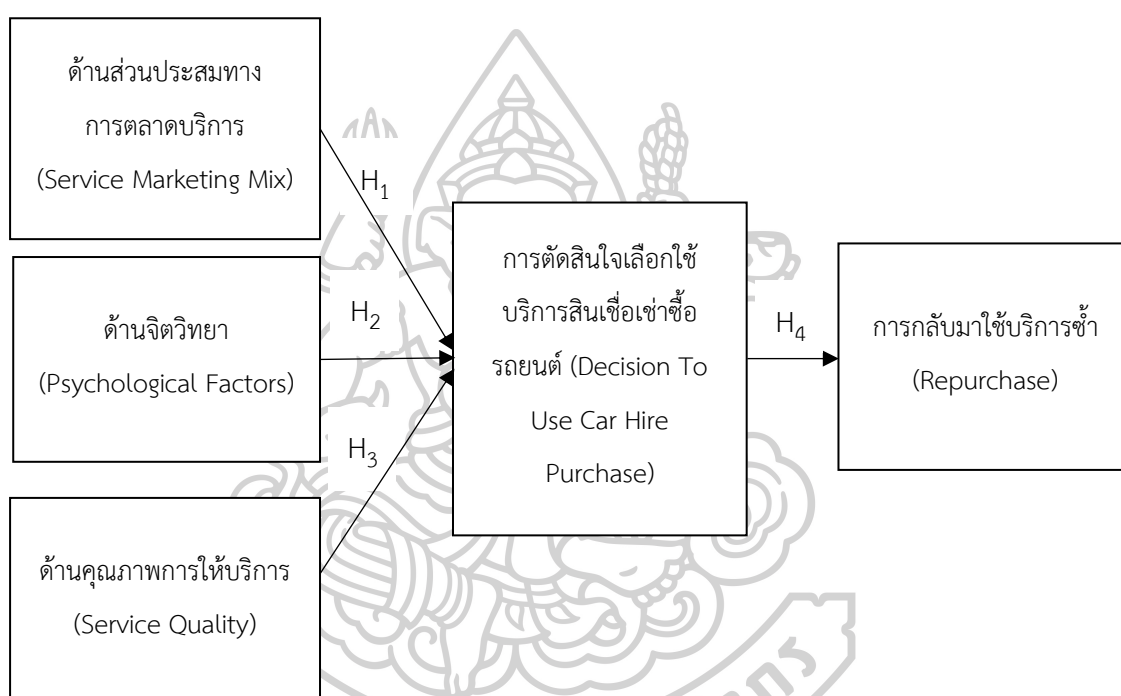 ด้านส่วนประสมทาง
การตลาดบริการ
(Service Marketing Mix)
H1
ด้านจิตวิทยา
(Psychological Factors)
H2
ด้านคุณภาพการให้บริการ
(Service Quality)
H3
การตัดสินใจเลือกใช้
บริการสินเชื่อเช่าซื้อ
รถยนต์ (Decision To
Use Car Hire
Purchase)
H4
การกลับมาใช้บริการซ้ำ
(Repurchase)